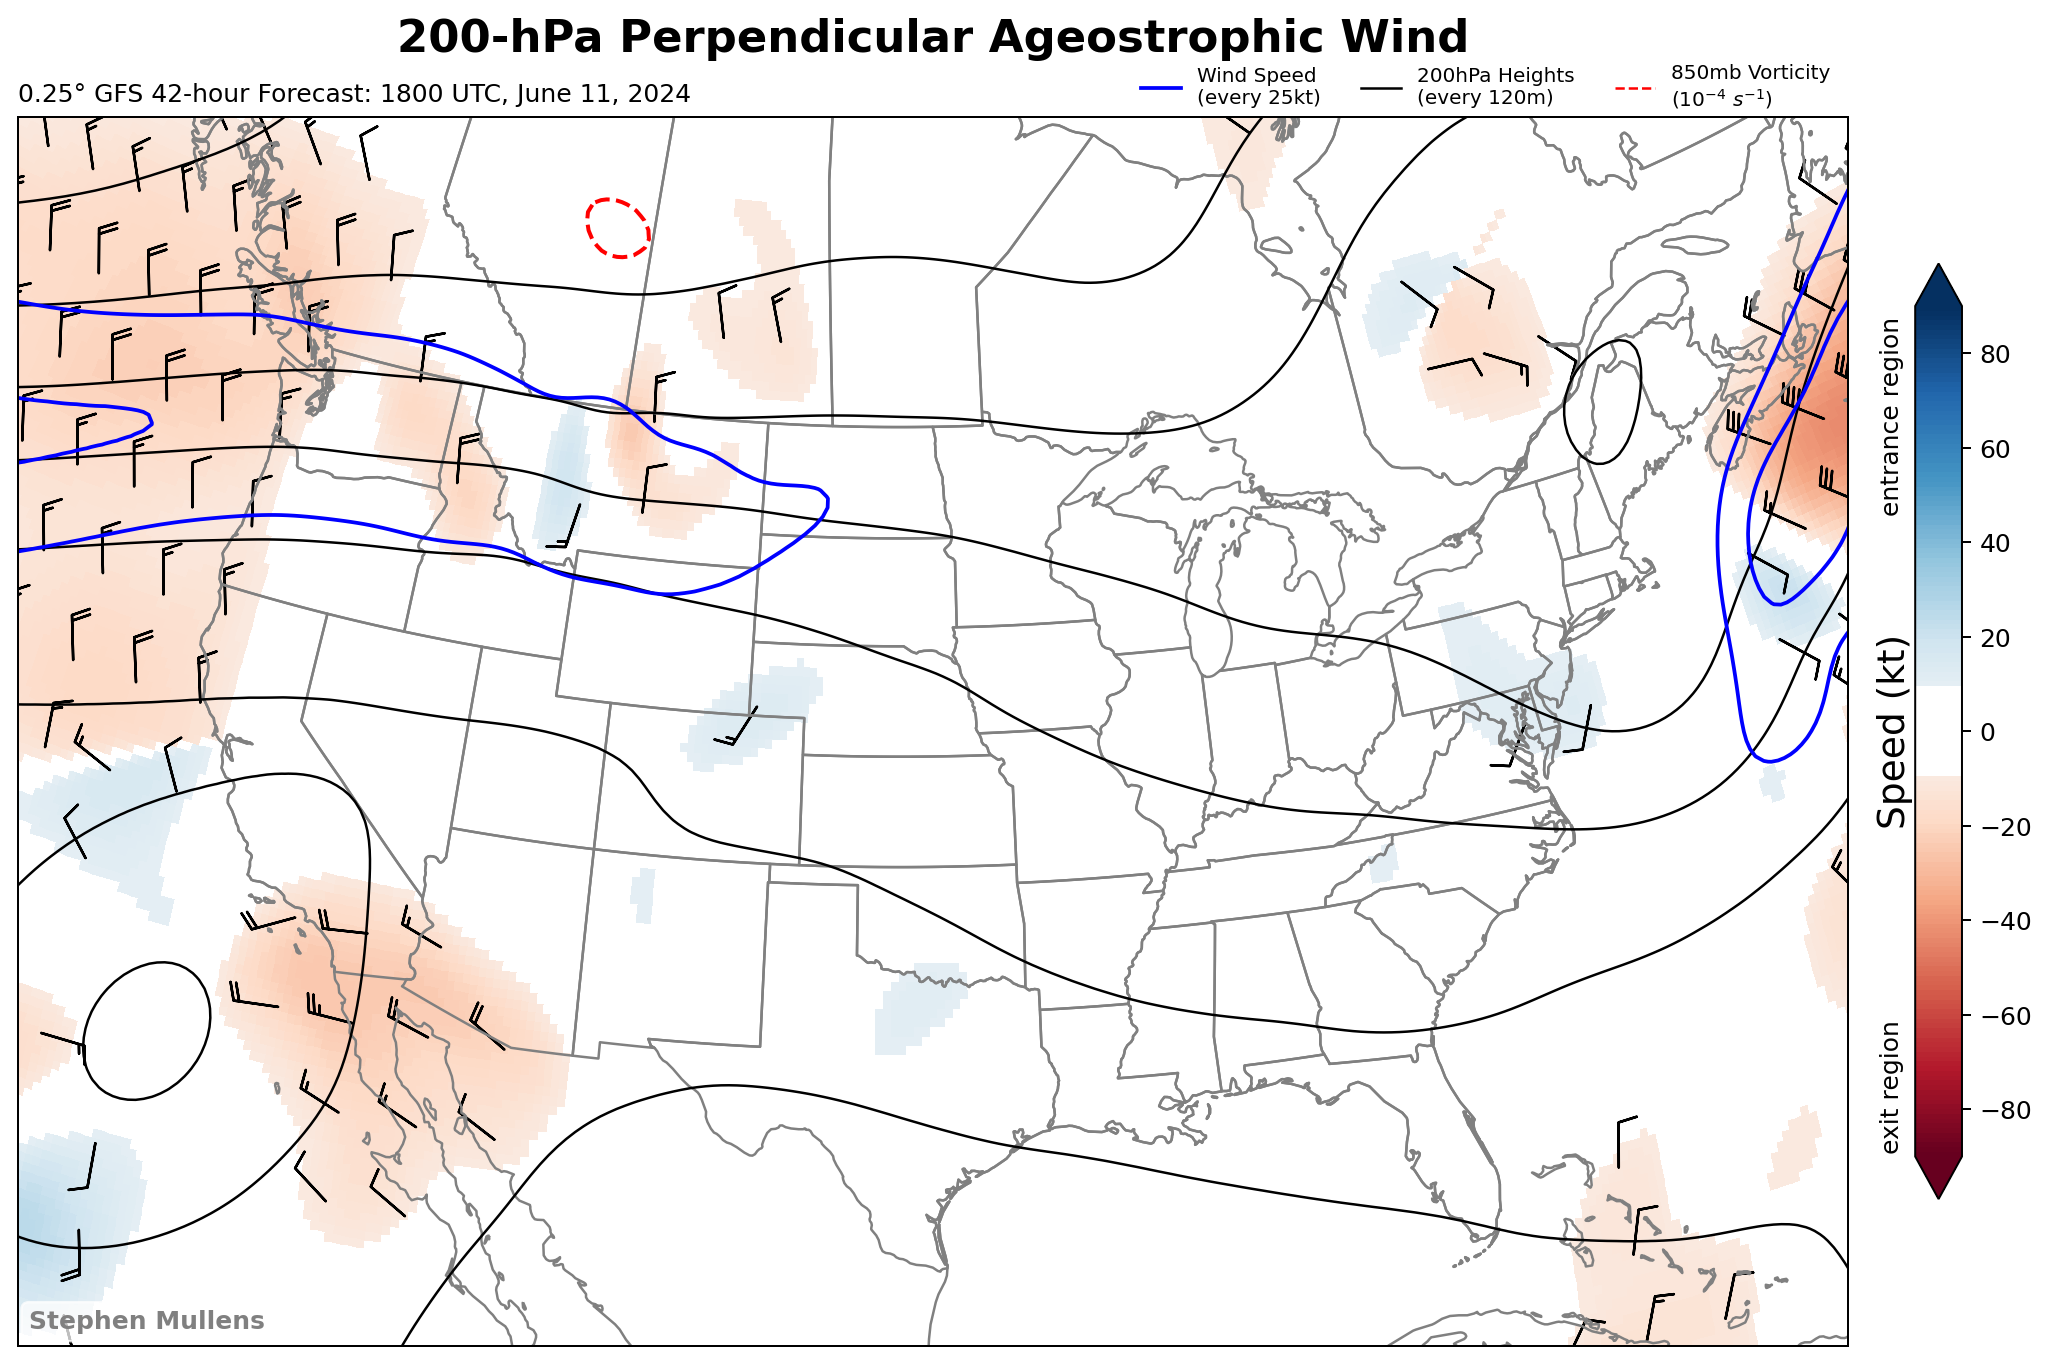 200-hPa Perpendicular Ageostrophic Wind
0.25° GFS 42-hour Forecast: 1800 UTC, June 11, 2024
Wind Speed
(every 25kt)
200hPa Heights
(every 120m)
850mb Vorticity
(10⁻⁴ s⁻¹)
entrance region
Speed (kt)
exit region
80
60
40
20
0
−20
−40
−60
−80
Stephen Mullens